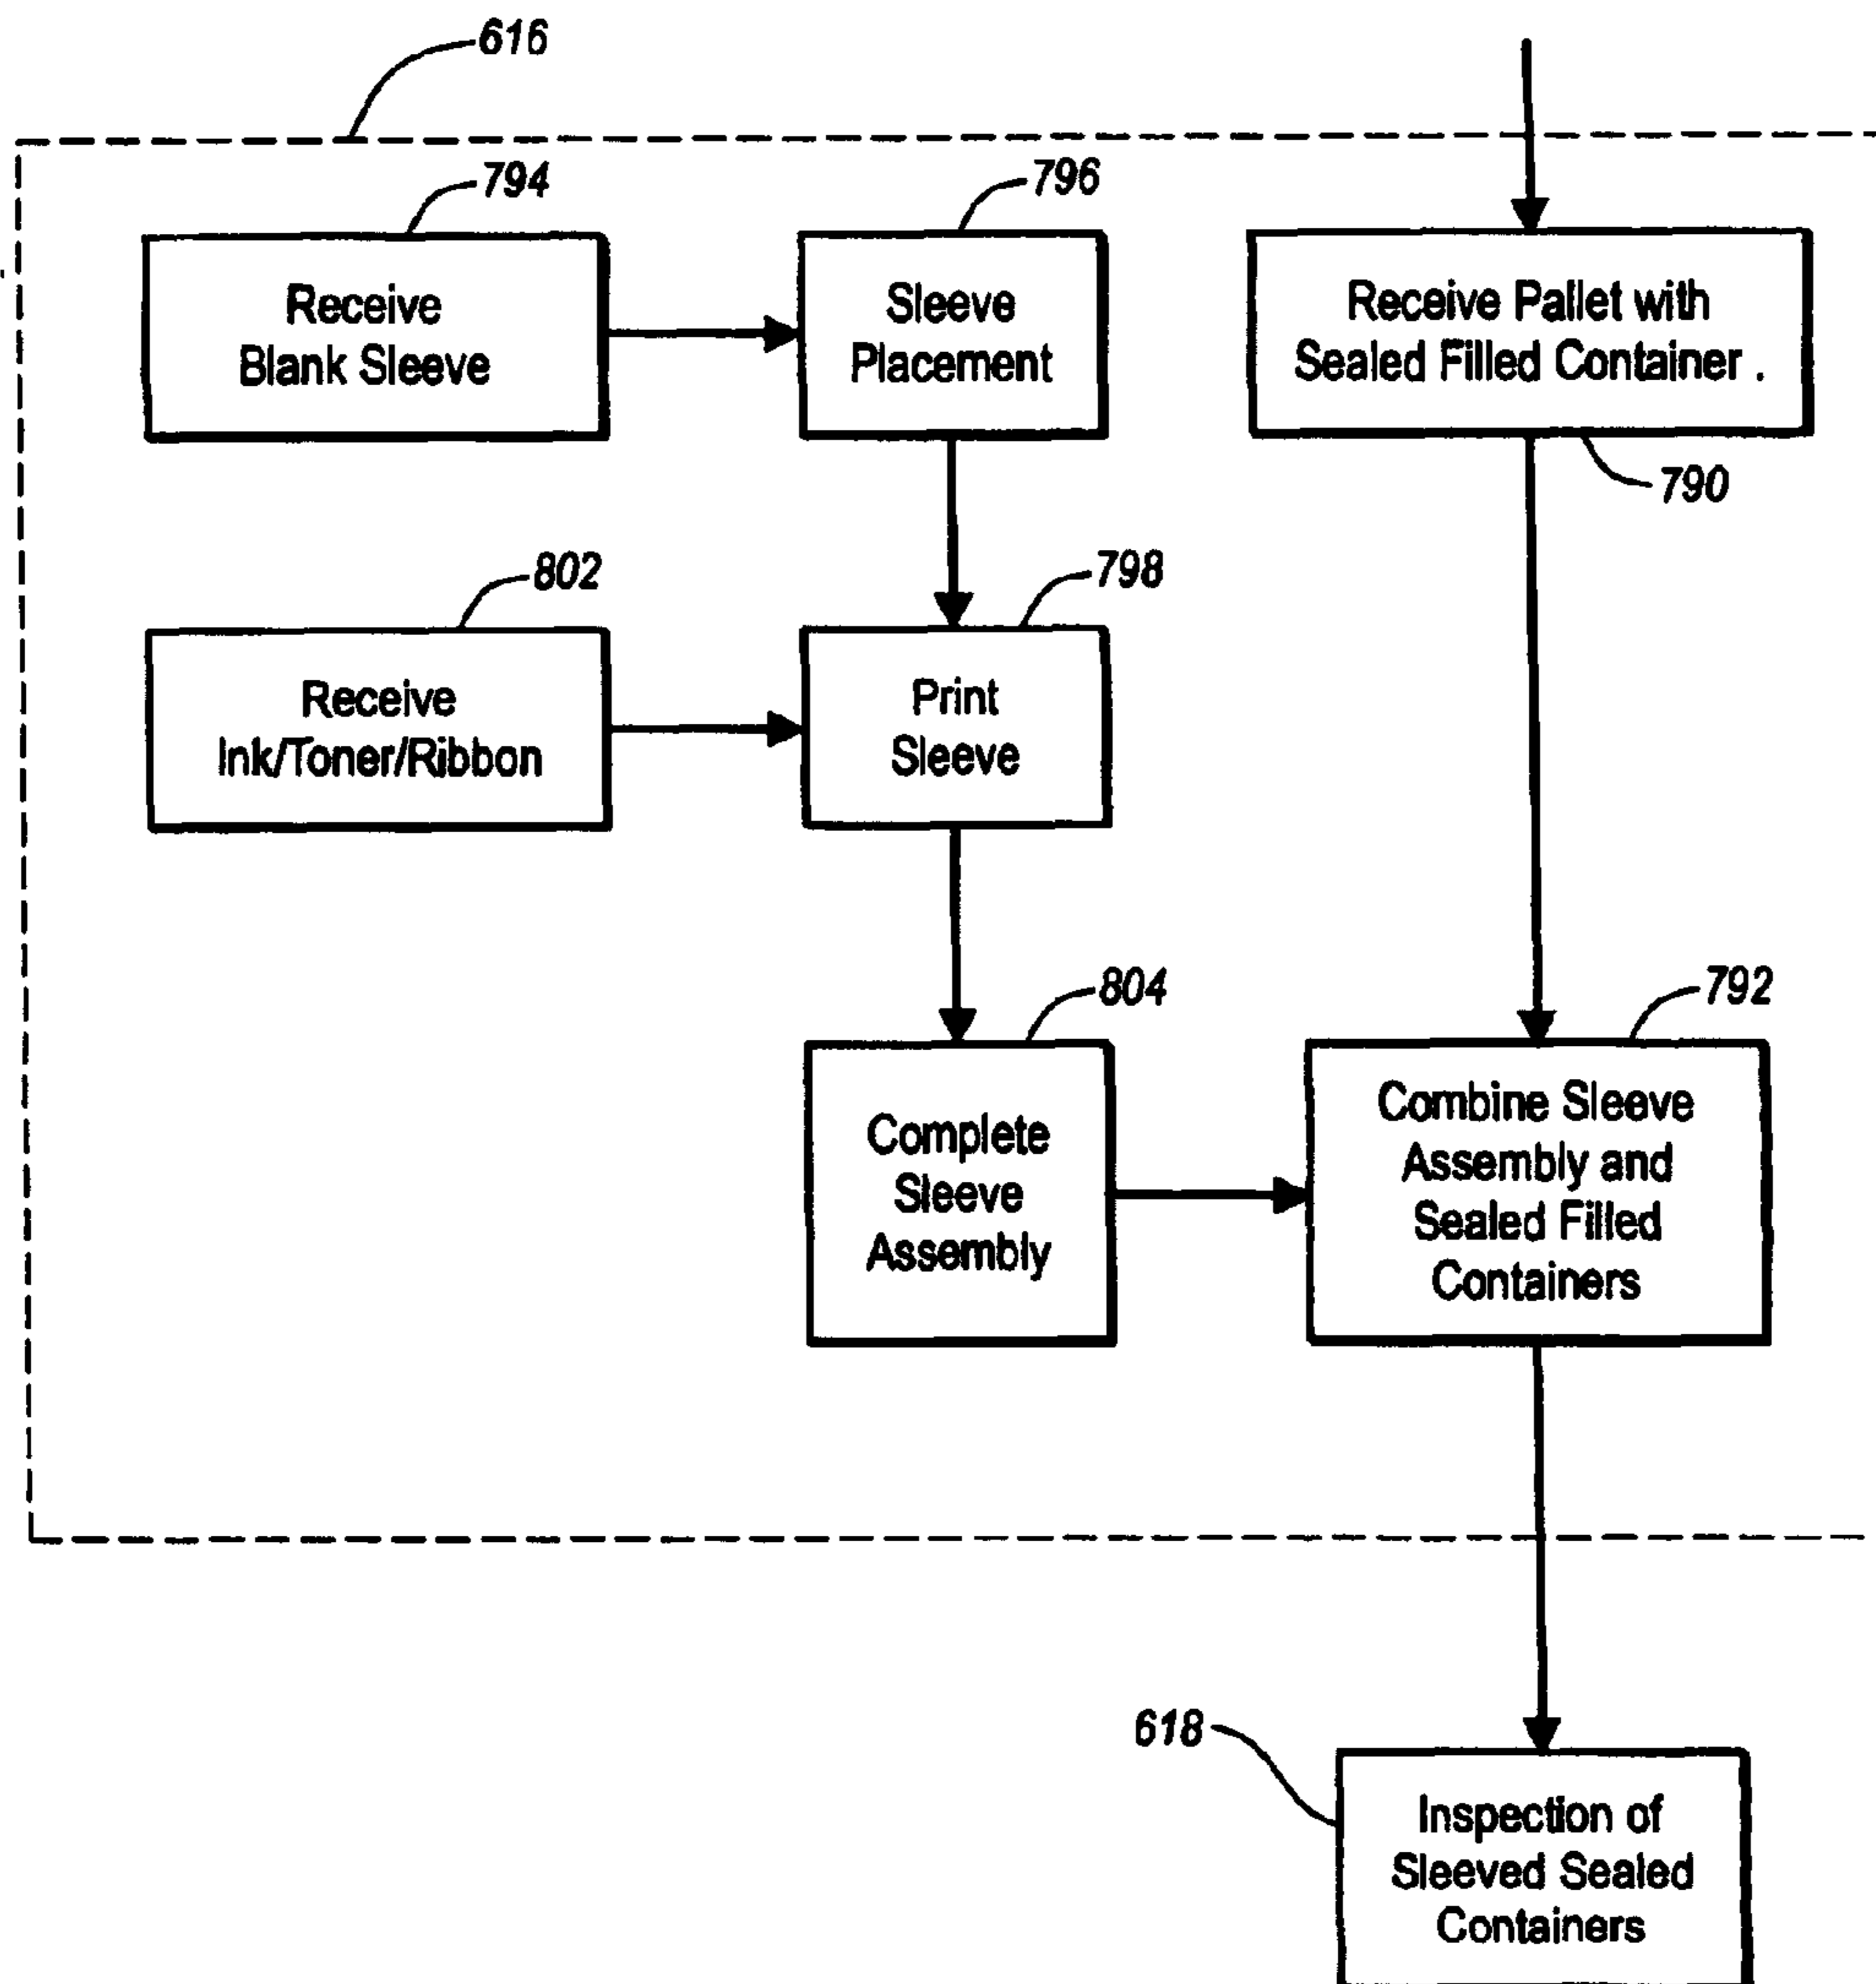 616
794
796
Receive
Blank Sleeve
Sleeve
Placement
Receive Pallet with
Sealed Filled Container .
790
802
798
Receive
Ink/Toner/Ribbon
Print
Sleeve
804
792
Complete
Sleeve
Assembly
Combine Sleeve
Assembly and
Sealed Filled
Containers
618
Inspection of
Sleeved Sealed
Containers